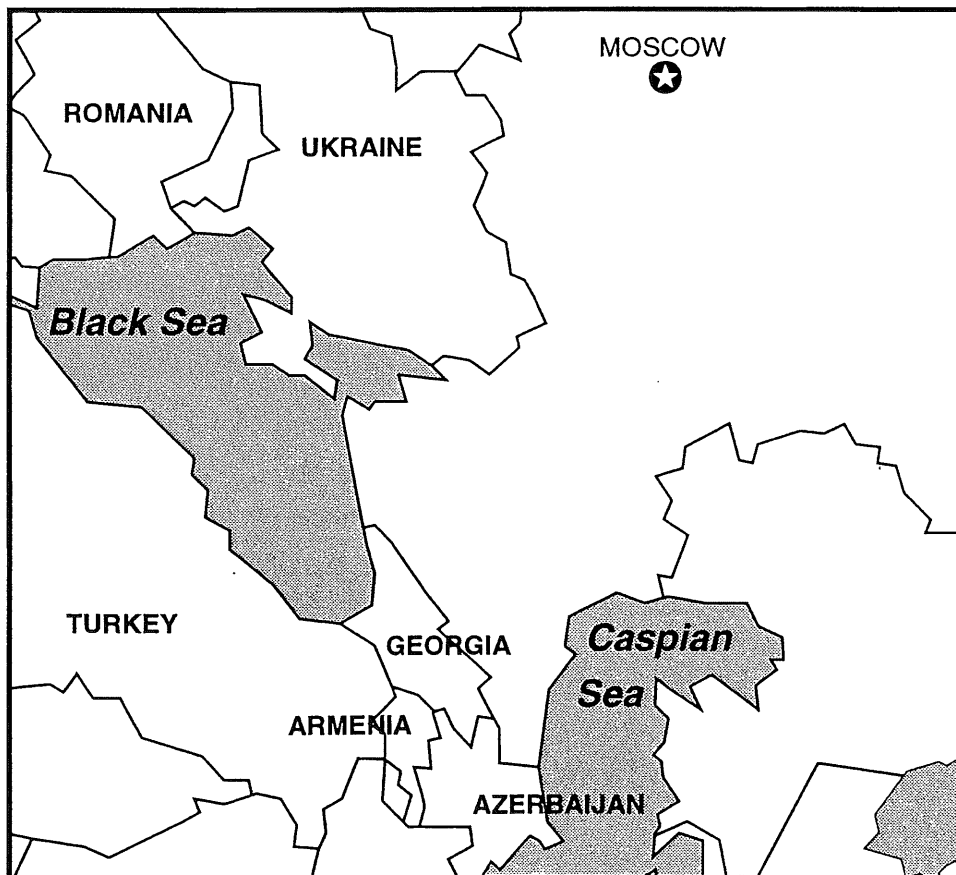 MOSCOW
ROMANIA
UKRAINE
Black Sea
TURKEY
GEORGIA
Caspian
Sea
ARMENIA
AZERBAIJAN